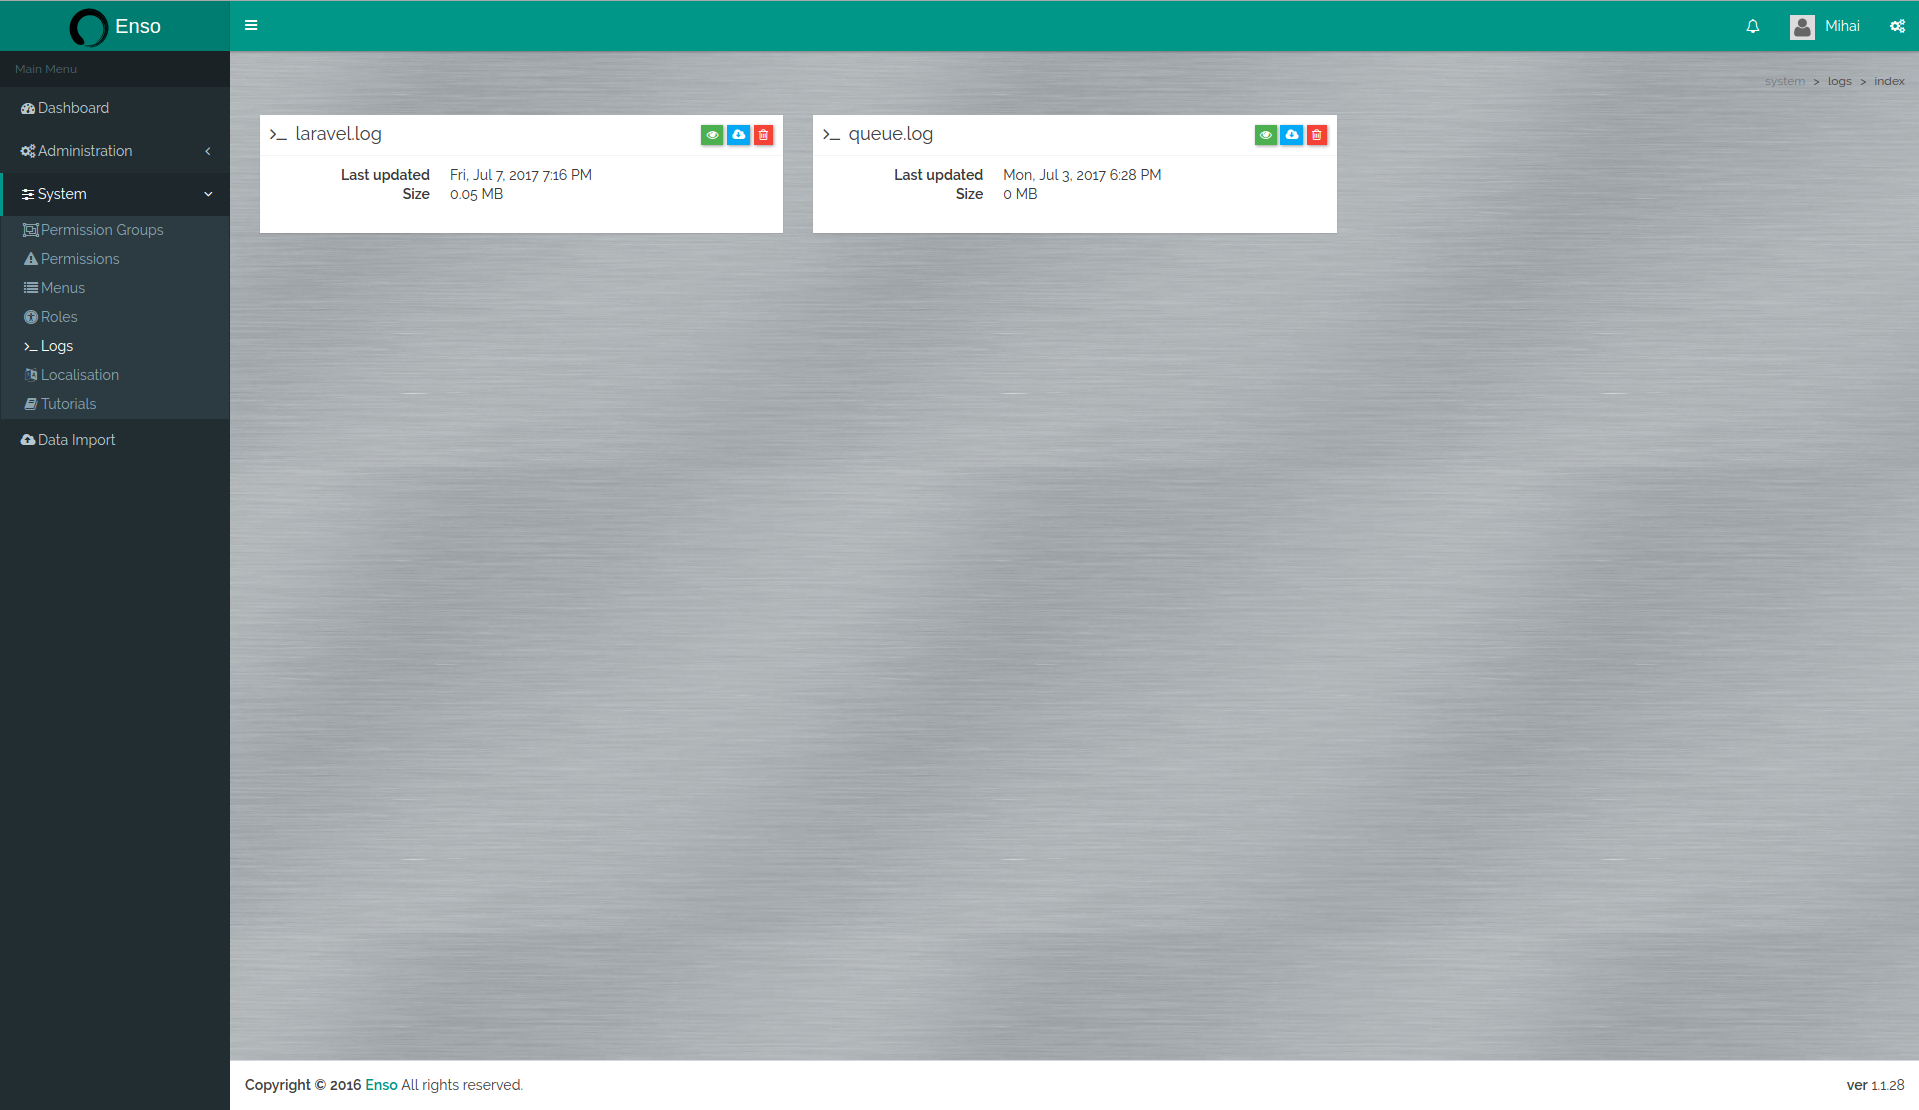 Enso
Mihai
Main Menu
system > logs > index
Dashboard
Administration
System
Permission Groups
Permissions
Menus
Roles
Logs
Localisation
Tutorials
Data Import
laravel.log
Last updated Fri, Jul 7, 2017 7:16 PM
Size 0.05 MB
queue.log
Last updated Mon, Jul 3, 2017 6:28 PM
Size 0 MB
Copyright © 2016 Enso All rights reserved.
ver 1.1.28